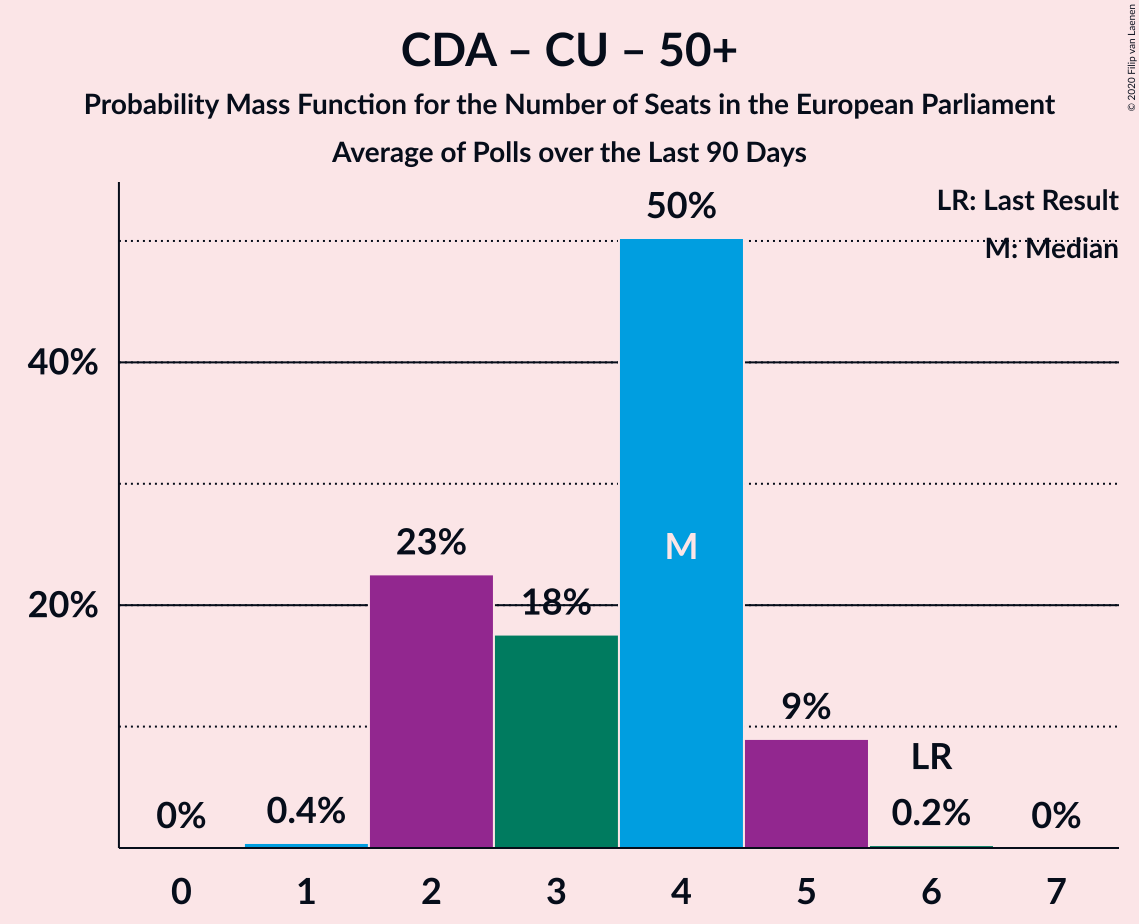 CDA – CU – 50+
Probability Mass Function for the Number of Seats in the European Parliament
Average of Polls over the Last 90 Days
© 2020 Filip van Laenen
LR: Last Result
M: Median
50%
40%
23%
M
20%
18%
9%
LR
0%
0.4%
0.2%
0%
0 1 2 3 4 5 6 7